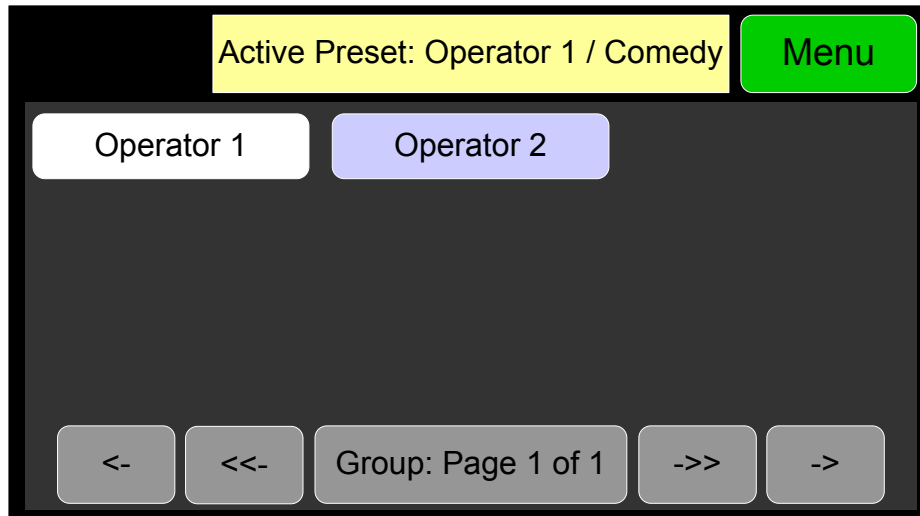 Active Preset: Operator 1 / Comedy
Menu
Operator 1
Operator 2
<-
<<-
Group: Page 1 of 1
->>
->